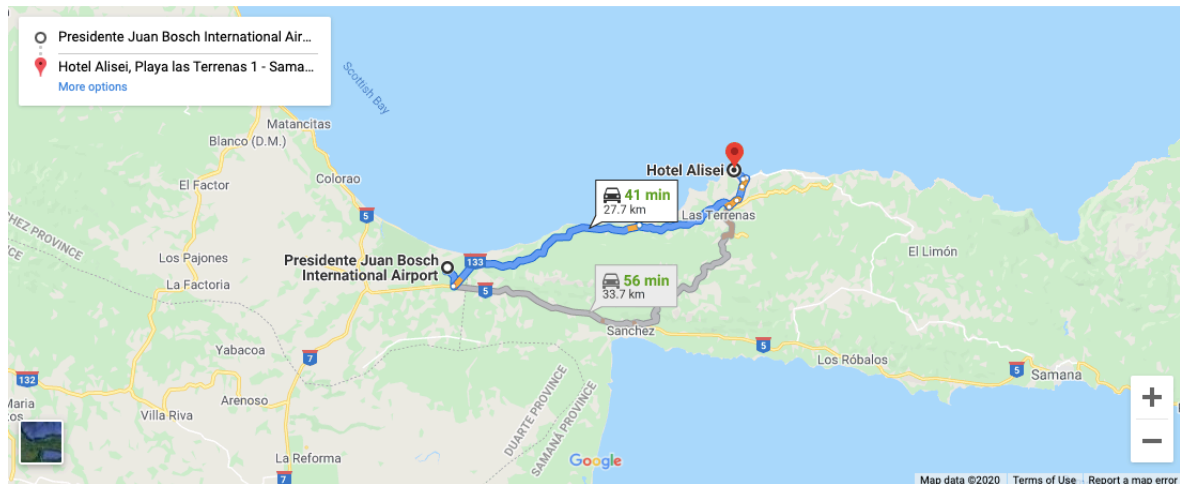 Presidente Juan Bosch International Air...
Hotel Alisei, Playa las Terrenas 1 - Sama...
More options
Scottish Bay
Matancitas
Blanco (D.M.)
El Factor
Colorao
5
Hotel Alisei
41 min
27.7 km
Las Terrenas
El Limón
Los Pajones
La Factoria
Presidente Juan Bosch
International Airport
133
5
56 min
33.7 km
Sanchez
5
Los Róbalos
5
Samana
Yabacoa
7
132
Maria
Arenoso
Villa Riva
DUARTE PROVINCE
SAMANÁ PROVINCE
La Reforma
7
Google
+
−
Map data ©2020
Terms of Use
Report a map error